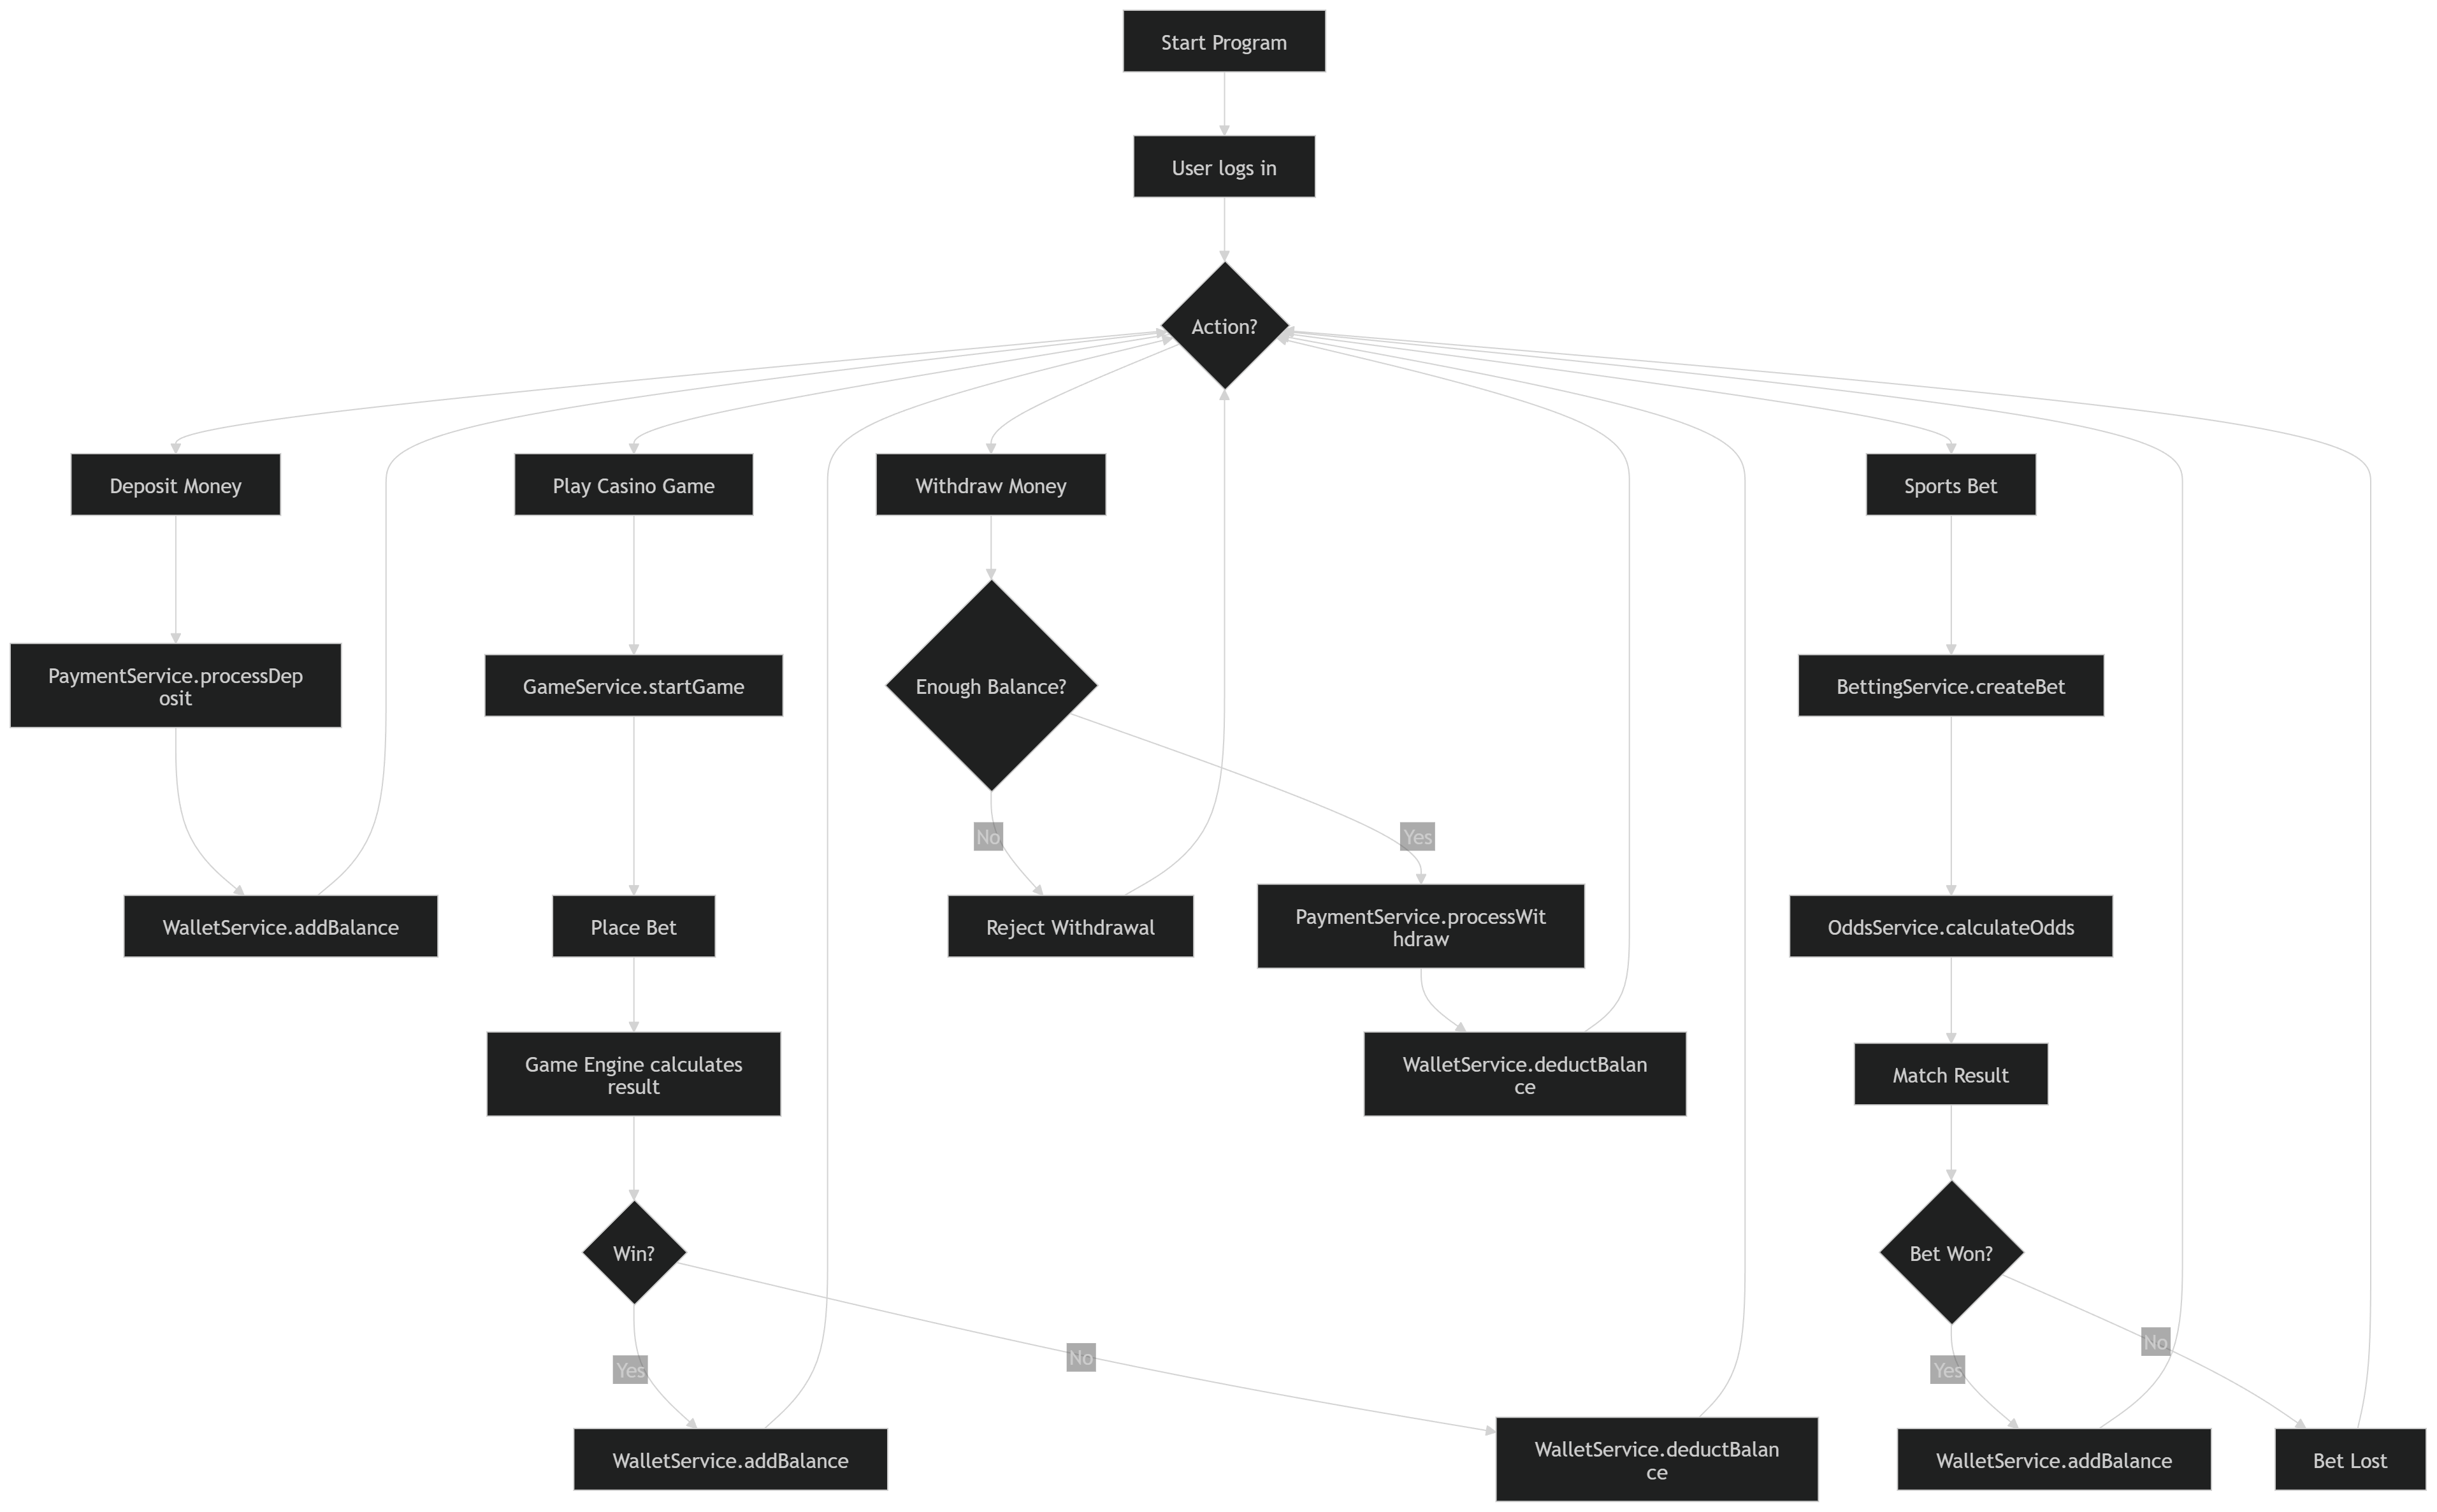 Start Program
User logs in
Action?
Deposit Money
Play Casino Game
Withdraw Money
Sports Bet
PaymentService.processDep
osit
GameService.startGame
Enough Balance?
BettingService.createBet
No
Yes
WalletService.addBalance
Place Bet
Reject Withdrawal
PaymentService.processWit
hdraw
OddsService.calculateOdds
Game Engine calculates
result
WalletService.deductBalan
ce
Match Result
Win?
Bet Won?
Yes
No
Yes
No
WalletService.addBalance
WalletService.deductBalan
ce
WalletService.addBalance
Bet Lost